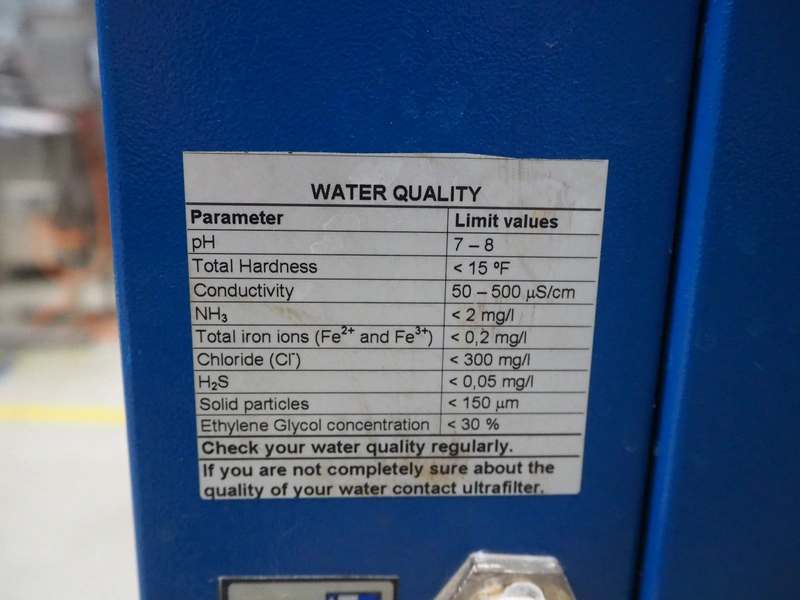 WATER QUALITY
Parameter Limit values
pH 7 – 8
Total Hardness < 15 ºF
Conductivity 50 – 500 µS/cm
NH₃ < 2 mg/l
Total iron ions (Fe²⁺ and Fe³⁺) < 0,2 mg/l
Chloride (Cl⁻) < 300 mg/l
H₂S < 0,05 mg/l
Solid particles < 150 µm
Ethylene Glycol concentration < 30 %
Check your water quality regularly.
If you are not completely sure about the
quality of your water contact ultrafilter.